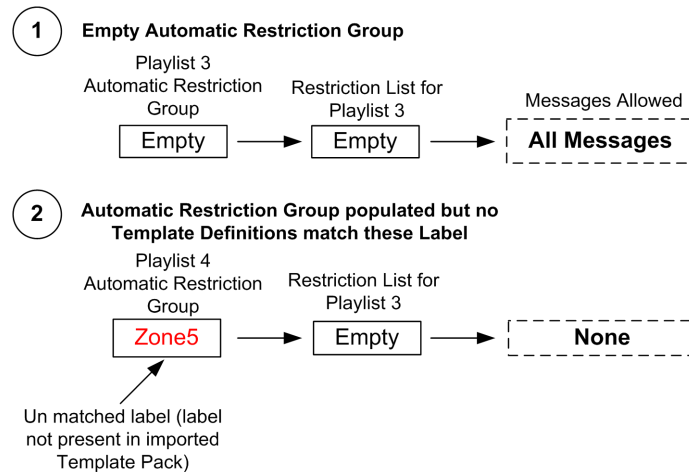 1
Empty Automatic Restriction Group
Playlist 3
Automatic Restriction
Group
Empty
Restriction List for
Playlist 3
Empty
Messages Allowed
All Messages
2
Automatic Restriction Group populated but no
Template Definitions match these Label
Playlist 4
Automatic Restriction
Group
Zone5
Restriction List for
Playlist 3
Empty
None
Un matched label (label
not present in imported
Template Pack)